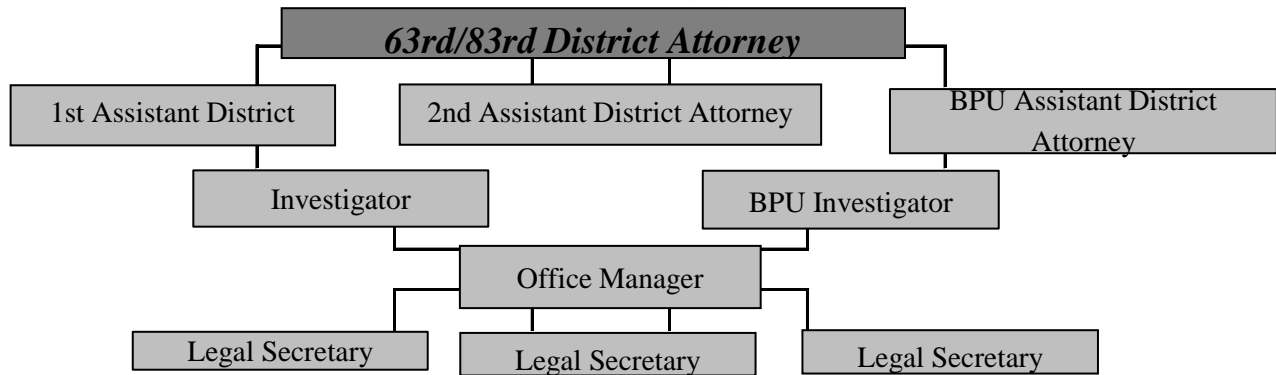 63rd/83rd District Attorney
1st Assistant District
2nd Assistant District Attorney
BPU Assistant District
Attorney
Investigator
BPU Investigator
Office Manager
Legal Secretary
Legal Secretary
Legal Secretary